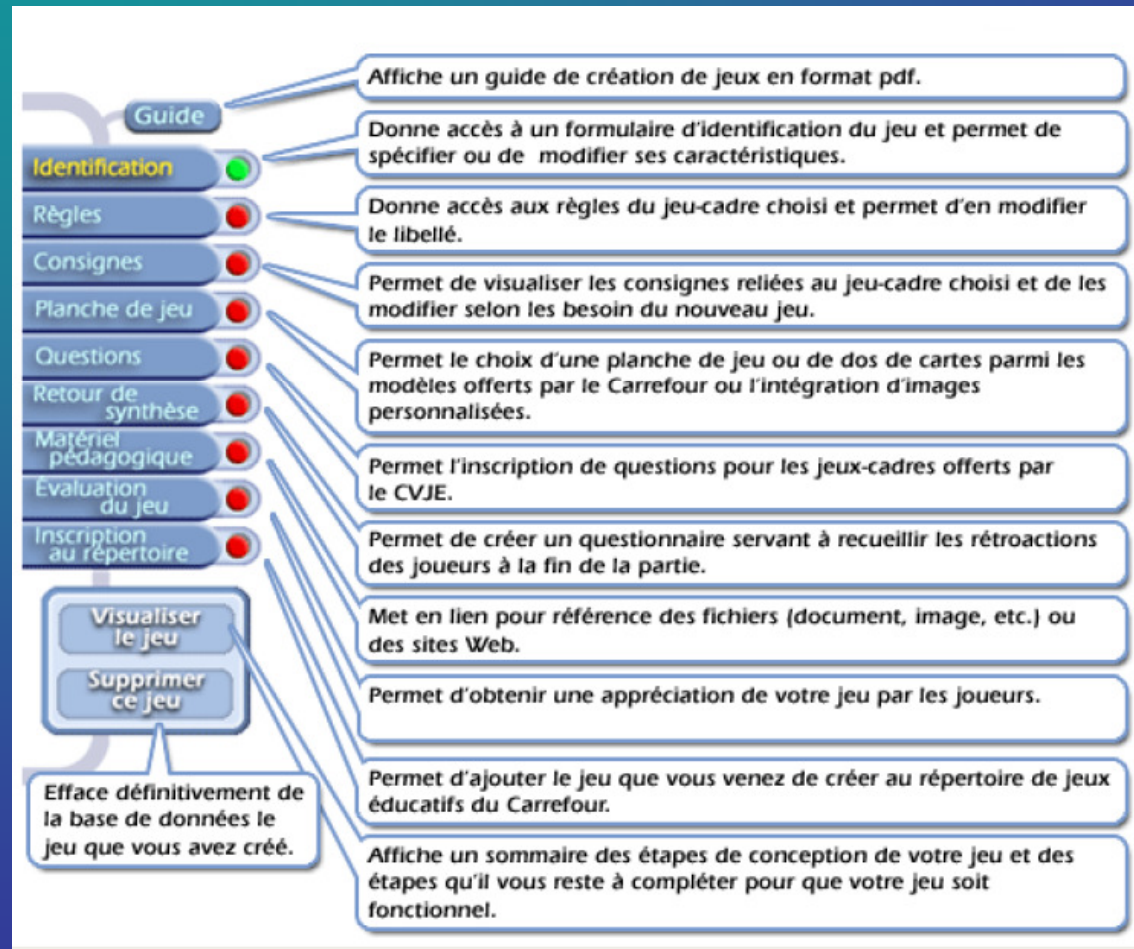 Guide
Identification
Règles
Consignes
Planche de jeu
Questions
Retour de
synthèse
Matériel
pédagogique
Évaluation
du jeu
Inscription
au répertoire
Visualiser
le jeu
Supprimer
ce jeu
Efface définitivement de
la base de données le
jeu que vous avez créé.
Affiche un guide de création de jeux en format pdf.
Donne accès à un formulaire d'identification du jeu et permet de
spécifier ou de modifier ses caractéristiques.
Donne accès aux règles du jeu-cadre choisi et permet d'en modifier
le libellé.
Permet de visualiser les consignes reliées au jeu-cadre choisi et de les
modifier selon les besoin du nouveau jeu.
Permet le choix d'une planche de jeu ou de dos de cartes parmi les
modèles offerts par le Carrefour ou l'intégration d'images
personnalisées.
Permet l'inscription de questions pour les jeux-cadres offerts par
le CVJE.
Permet de créer un questionnaire servant à recueillir les rétroactions
des joueurs à la fin de la partie.
Met en lien pour référence des fichiers (document, image, etc.) ou
des sites Web.
Permet d'obtenir une appréciation de votre jeu par les joueurs.
Permet d'ajouter le jeu que vous venez de créer au répertoire de jeux
éducatifs du Carrefour.
Affiche un sommaire des étapes de conception de votre jeu et des
étapes qu'il vous reste à compléter pour que votre jeu soit
fonctionnel.